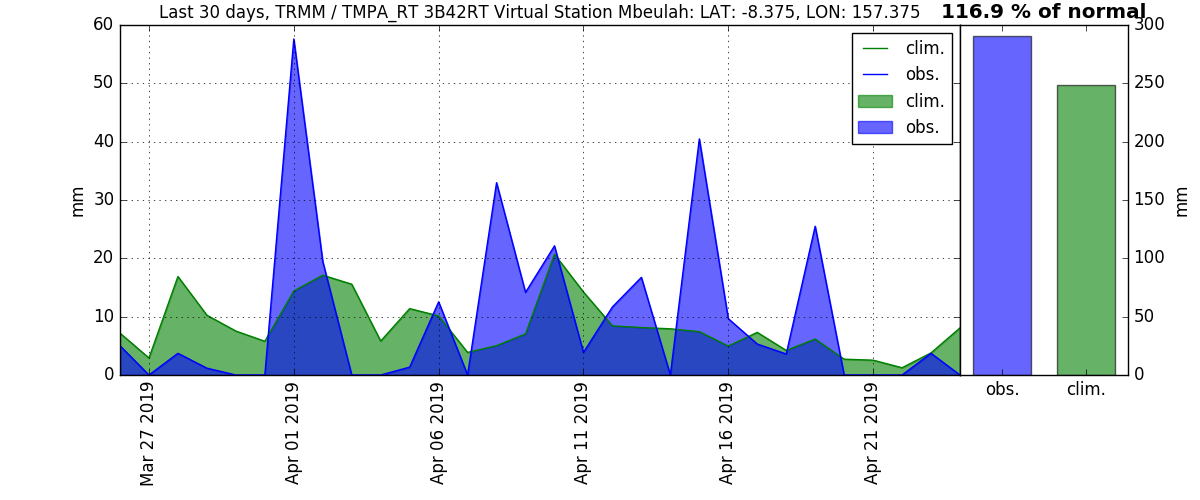 Last 30 days, TRMM / TMPA_RT 3B42RT Virtual Station Mbeulah: LAT: -8.375, LON: 157.375
116.9 % of normal
60
50
40
30
20
10
0
mm
clim.
obs.
clim.
obs.
300
250
200
150
100
50
0
mm
Mar 27 2019
Apr 01 2019
Apr 06 2019
Apr 11 2019
Apr 16 2019
Apr 21 2019
obs.
clim.